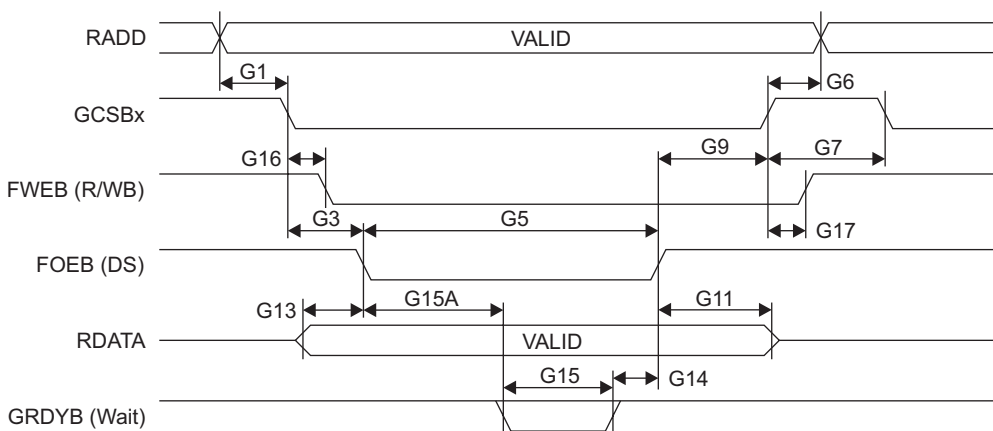 RADD
VALID
G1
G6
GCSBx
G16
G9
G7
FWEB (R/WB)
G3
G5
G17
FOEB (DS)
G13
G15A
G11
RDATA
VALID
G15
G14
GRDYB (Wait)